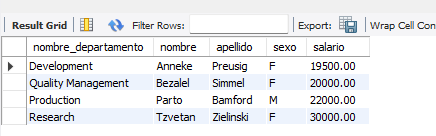 Result Grid Filter Rows: Export: Wrap Cell Con
nombre_departamento nombre apellido sexo salario
Development Anneke Preusig F 19500.00
Quality Management Bezalel Simmel F 20000.00
Production Parto Bamford M 22000.00
Research Tzvetan Zielinski F 30000.00